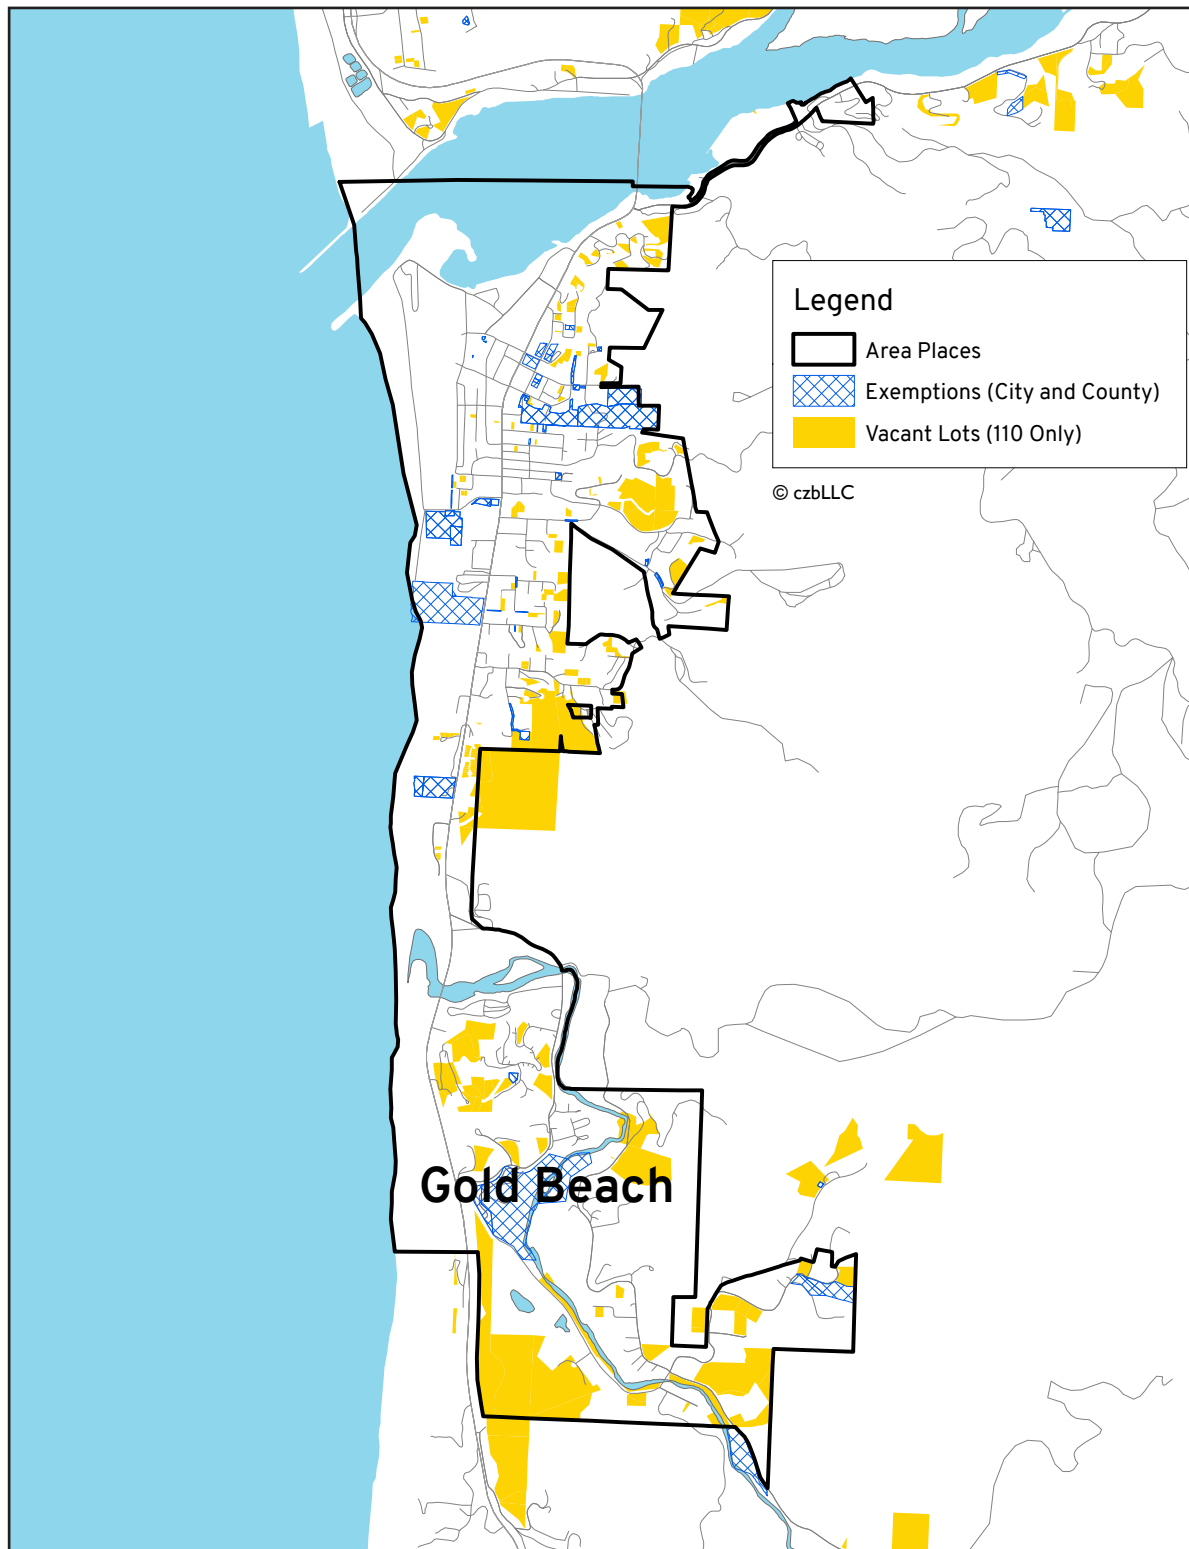 Legend
Area Places
Exemptions (City and County)
Vacant Lots (110 Only)
© czbLLC
Gold Beach